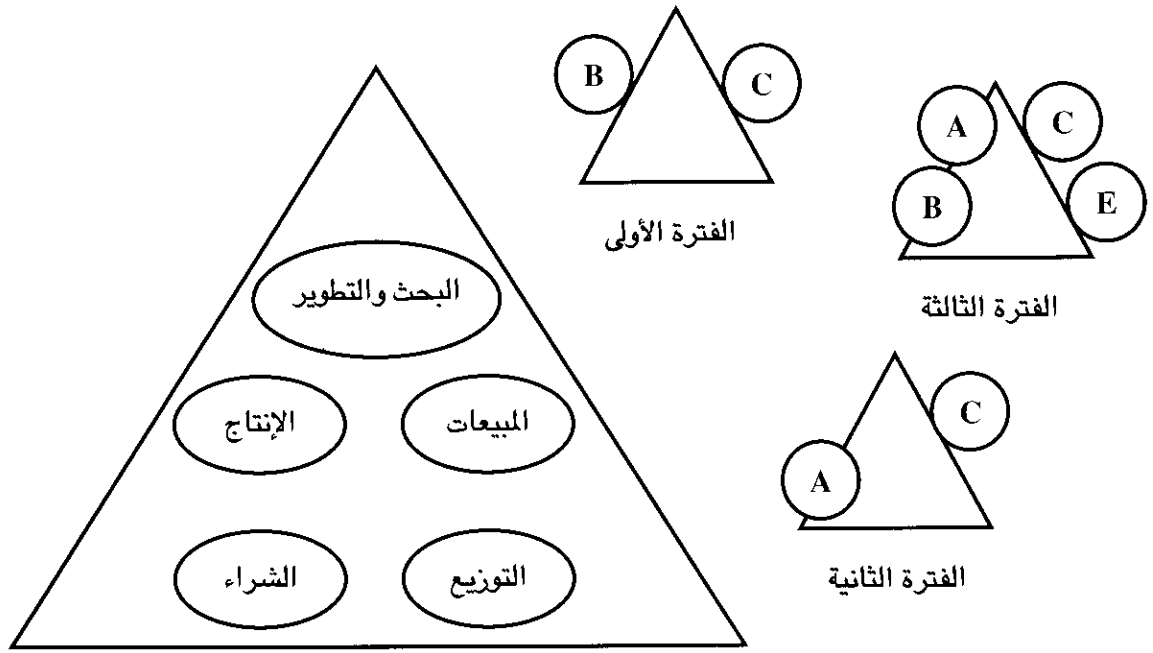 B
C
الفترة الأولى
A
C
B
E
الفترة الثالثة
C
A
الفترة الثانية
البحث والتطوير
المبيعات
الإنتاج
التوزيع
الشراء